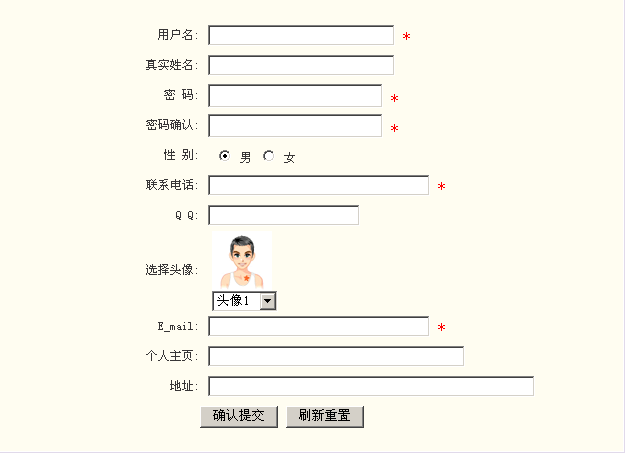 用户名: *
真实姓名:
密 码: *
密码确认: *
性 别: 男 女
联系电话: *
Q Q:
选择头像:
头像1
E_mail: *
个人主页:
地址:
确认提交 刷新重置